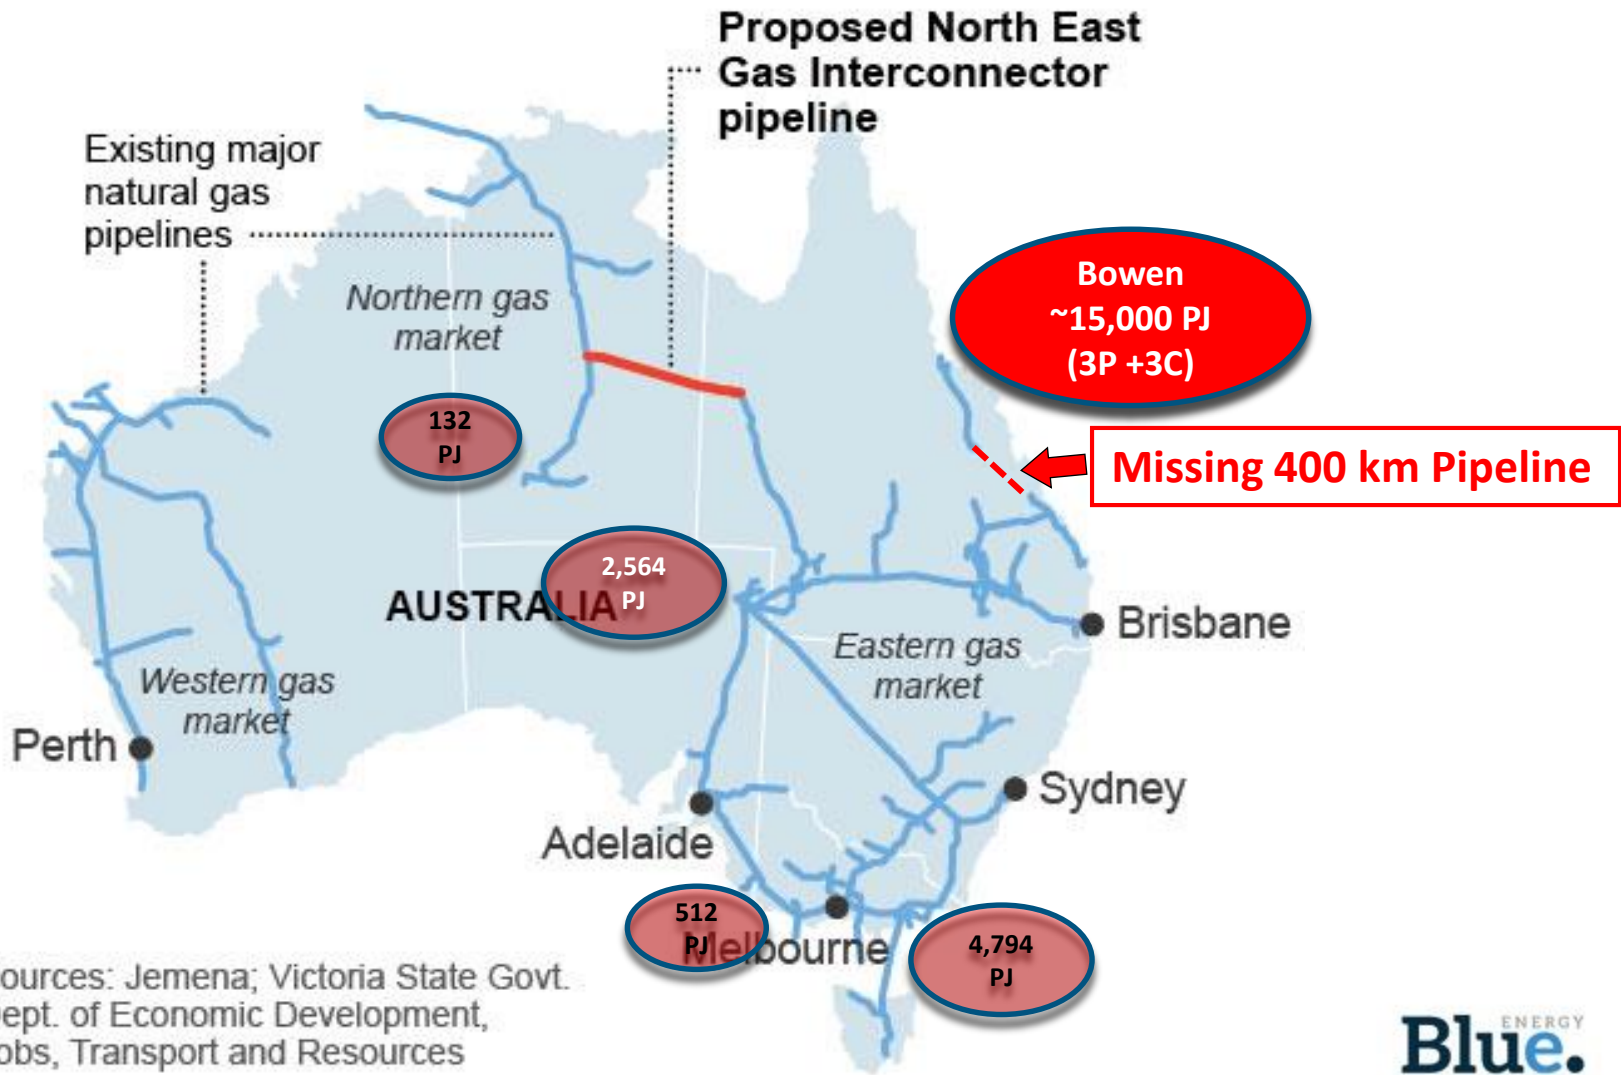 Proposed North East
Gas Interconnector
pipeline
Existing major
natural gas
pipelines
Northern gas
market
Bowen
~15,000 PJ
(3P +3C)
132
PJ
Missing 400 km Pipeline
2,564
PJ
AUSTRALIA
Brisbane
Eastern gas
market
Western gas
market
Perth
Sydney
Adelaide
512
PJ
Melbourne
4,794
PJ
ources: Jemena; Victoria State Govt.
ept. of Economic Development,
obs, Transport and Resources
ENERGY
Blue.